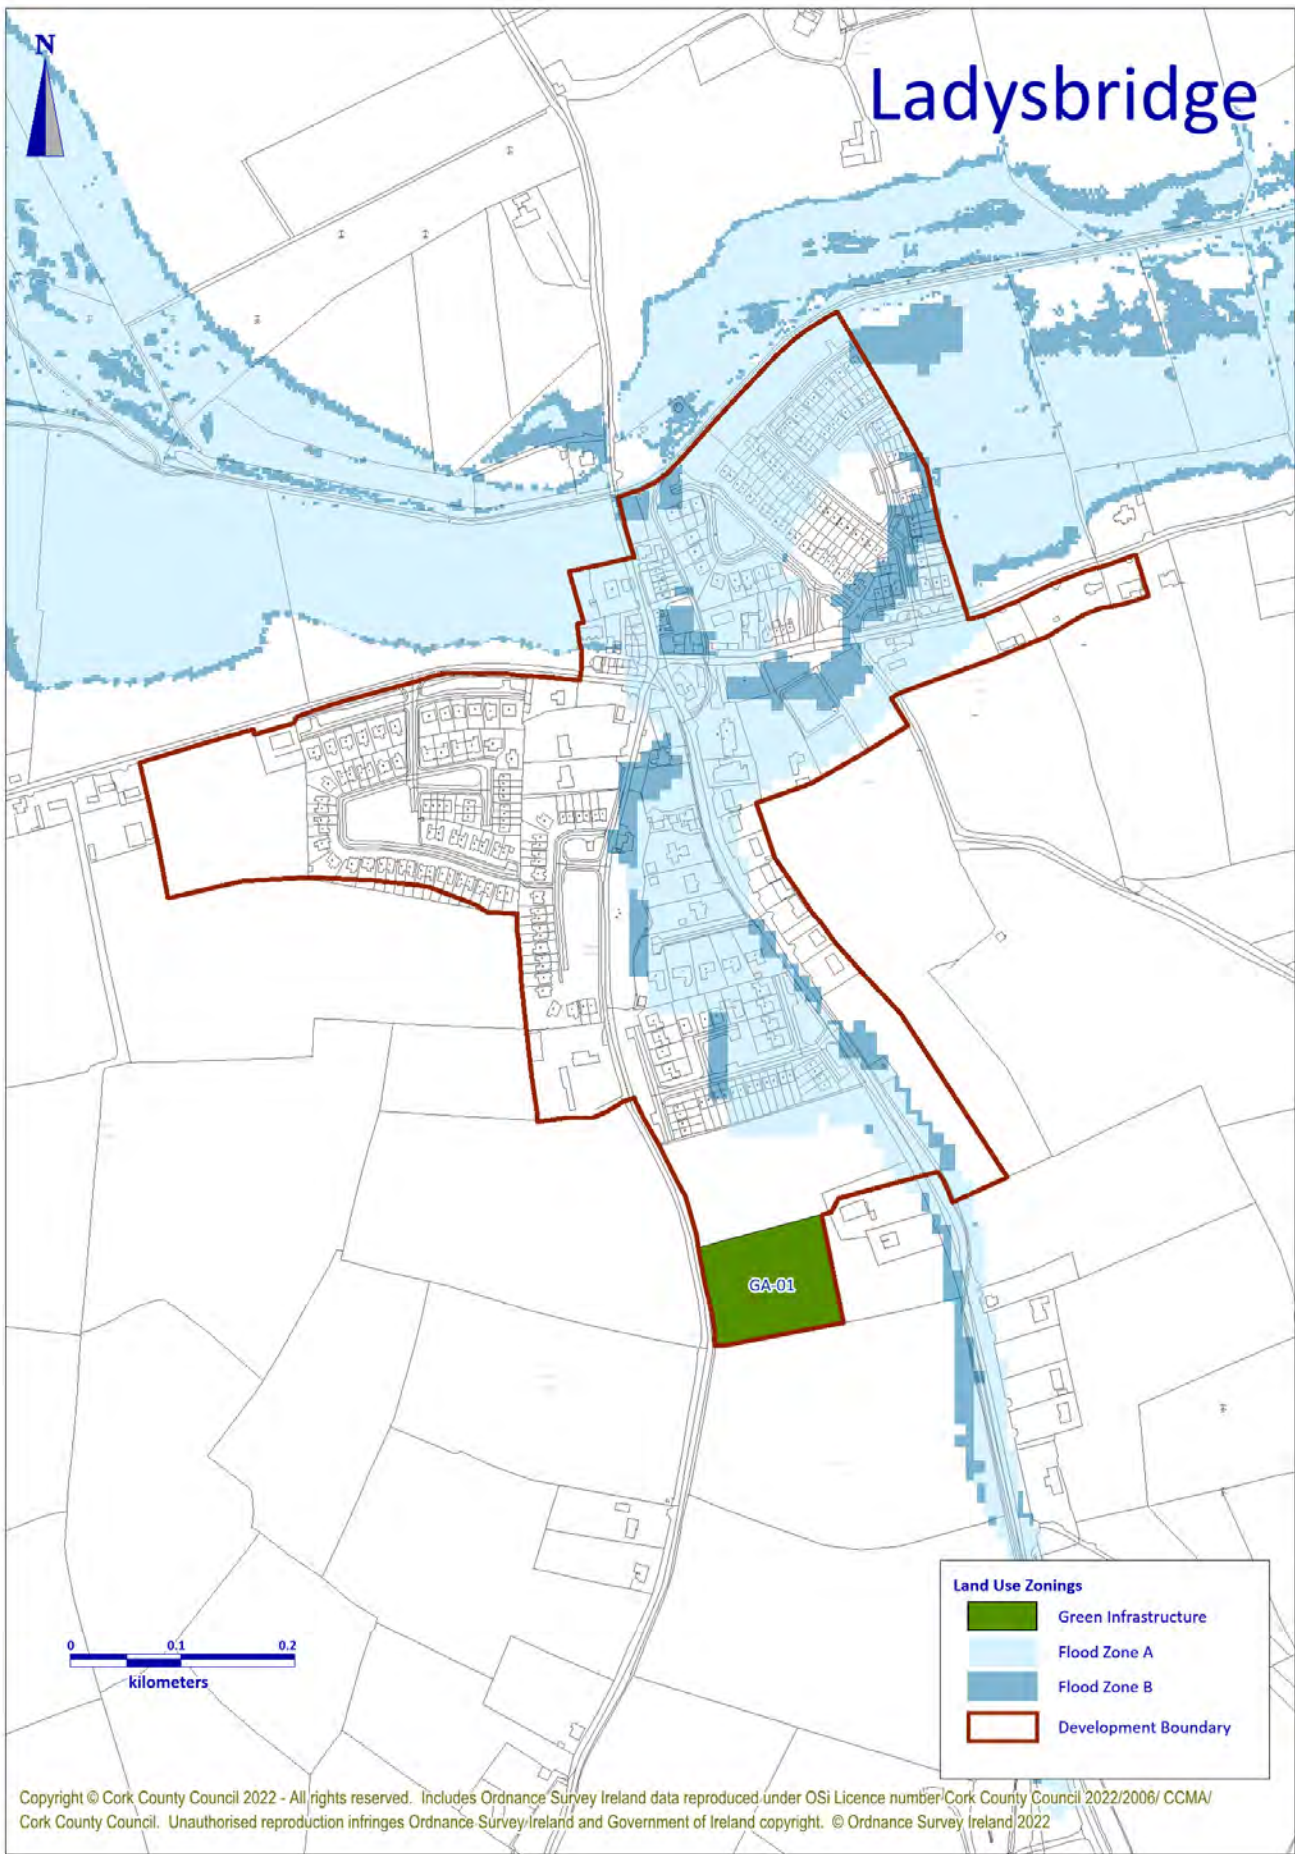 N
Ladysbridge
GA-01
0 0.1 0.2
kilometers
Land Use Zonings
Green Infrastructure
Flood Zone A
Flood Zone B
Development Boundary
Copyright © Cork County Council 2022 - All rights reserved. Includes Ordnance Survey Ireland data reproduced under OSi Licence number Cork County Council 2022/2006/ CCMA/
Cork County Council. Unauthorised reproduction infringes Ordnance Survey Ireland and Government of Ireland copyright. © Ordnance Survey Ireland 2022